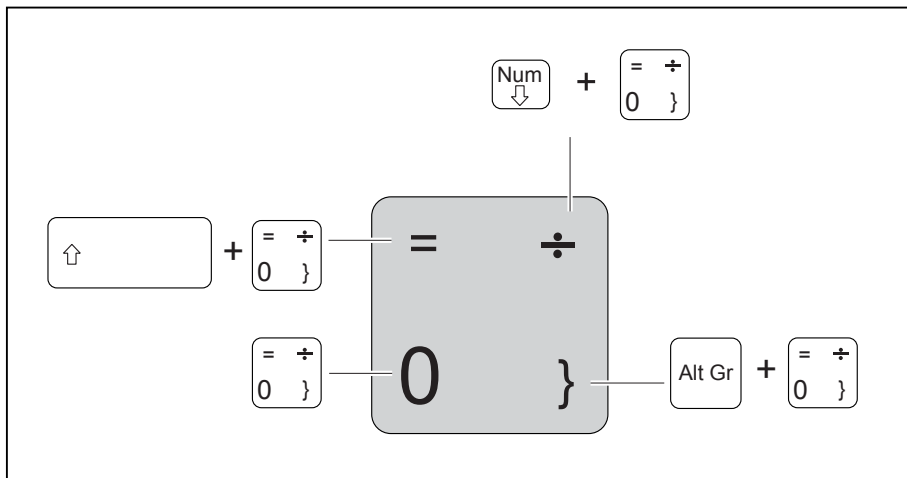 Num + = ÷
0 }
⇧ + = ÷
0 }
= ÷
0 }
= ÷
0 }
Alt Gr + = ÷
0 }